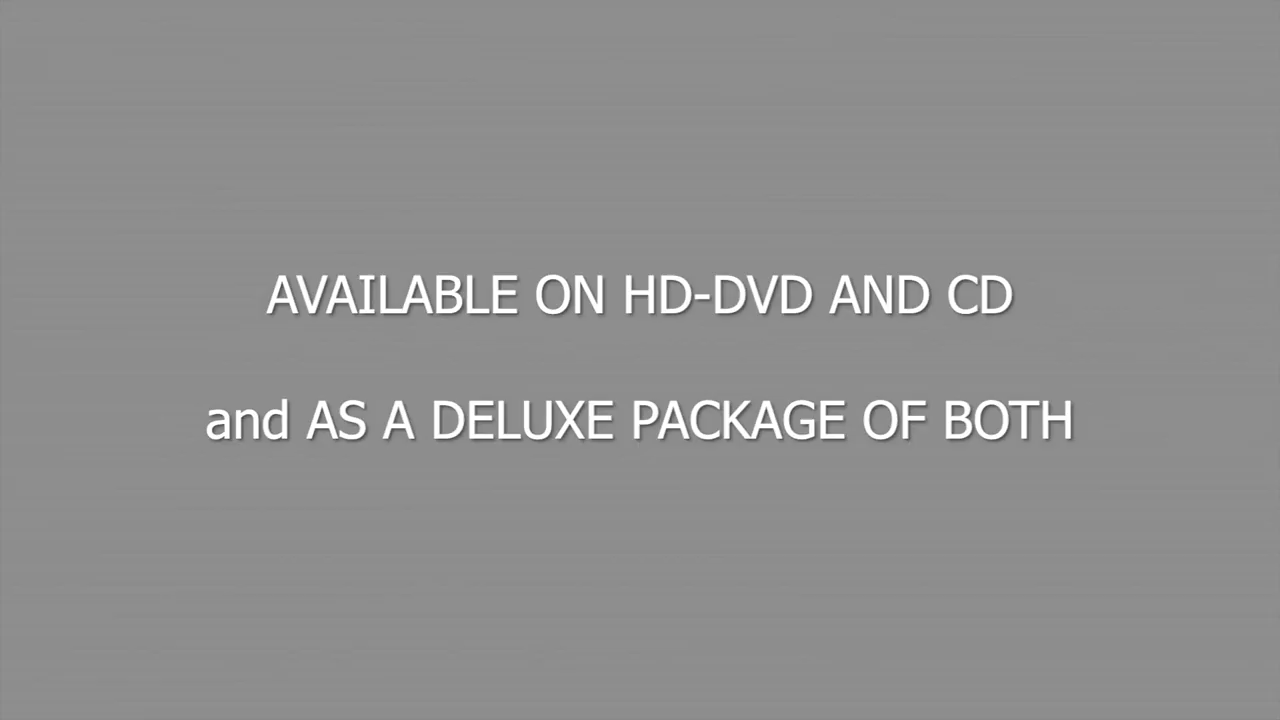 AVAILABLE ON HD-DVD AND CD
and AS A DELUXE PACKAGE OF BOTH